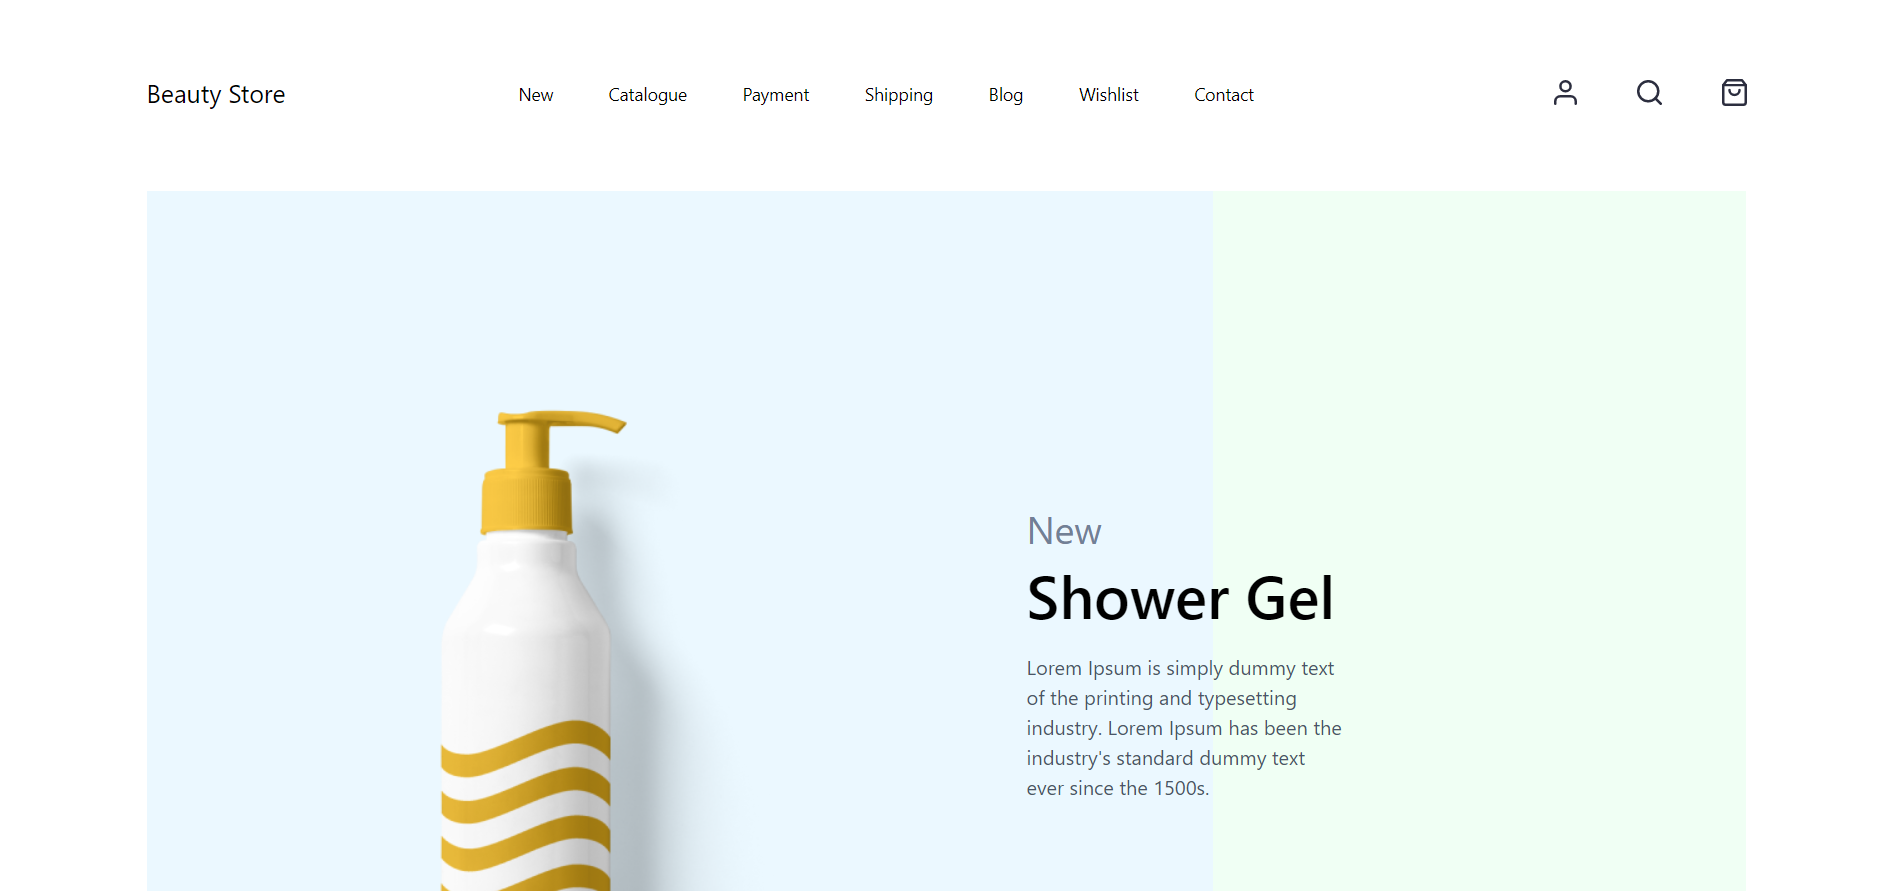 Beauty Store
New
Catalogue
Payment
Shipping
Blog
Wishlist
Contact
New
Shower Gel
Lorem Ipsum is simply dummy text
of the printing and typesetting
industry. Lorem Ipsum has been the
industry's standard dummy text
ever since the 1500s.